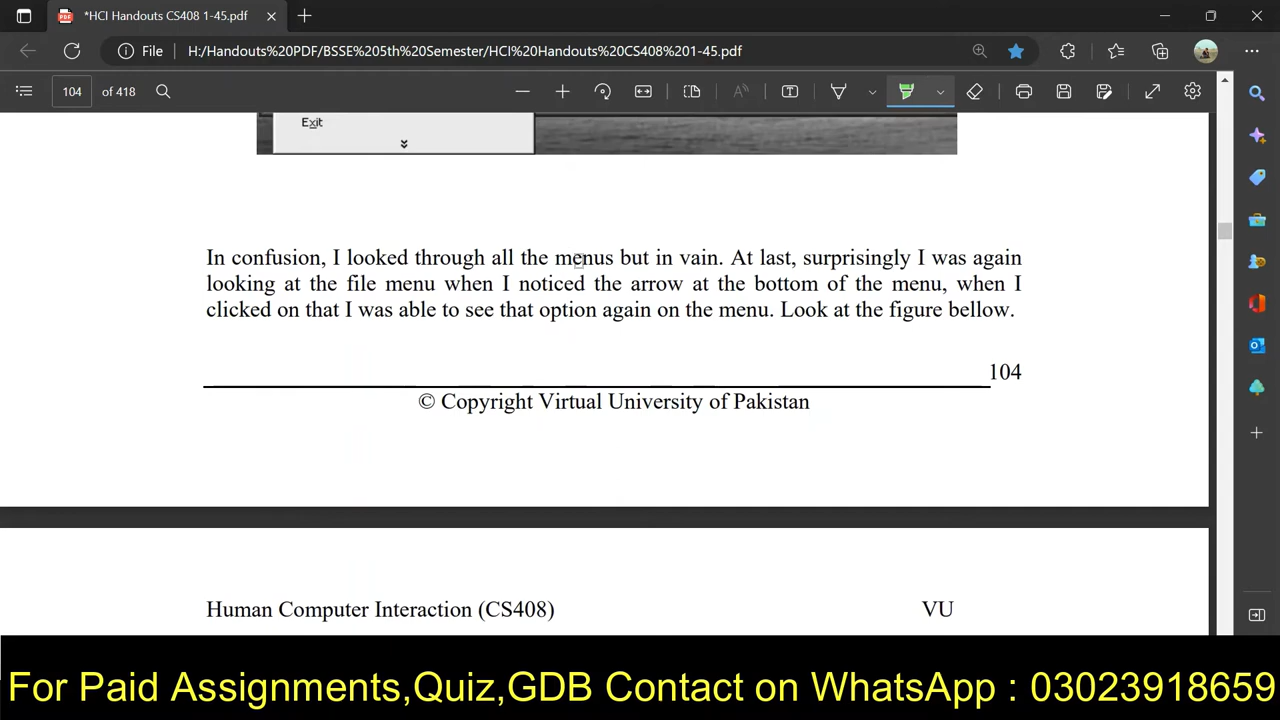 *HCI Handouts CS408 1-45.pdf
File
H:/Handouts%20PDF/BSSE%205th%20Semester/HCI%20Handouts%20CS408%201-45.pdf
104 of 418
Exit
In confusion, I looked through all the menus but in vain. At last, surprisingly I was again
looking at the file menu when I noticed the arrow at the bottom of the menu, when I
clicked on that I was able to see that option again on the menu. Look at the figure bellow.
104
© Copyright Virtual University of Pakistan
Human Computer Interaction (CS408) VU
For Paid Assignments,Quiz,GDB Contact on WhatsApp : 03023918659